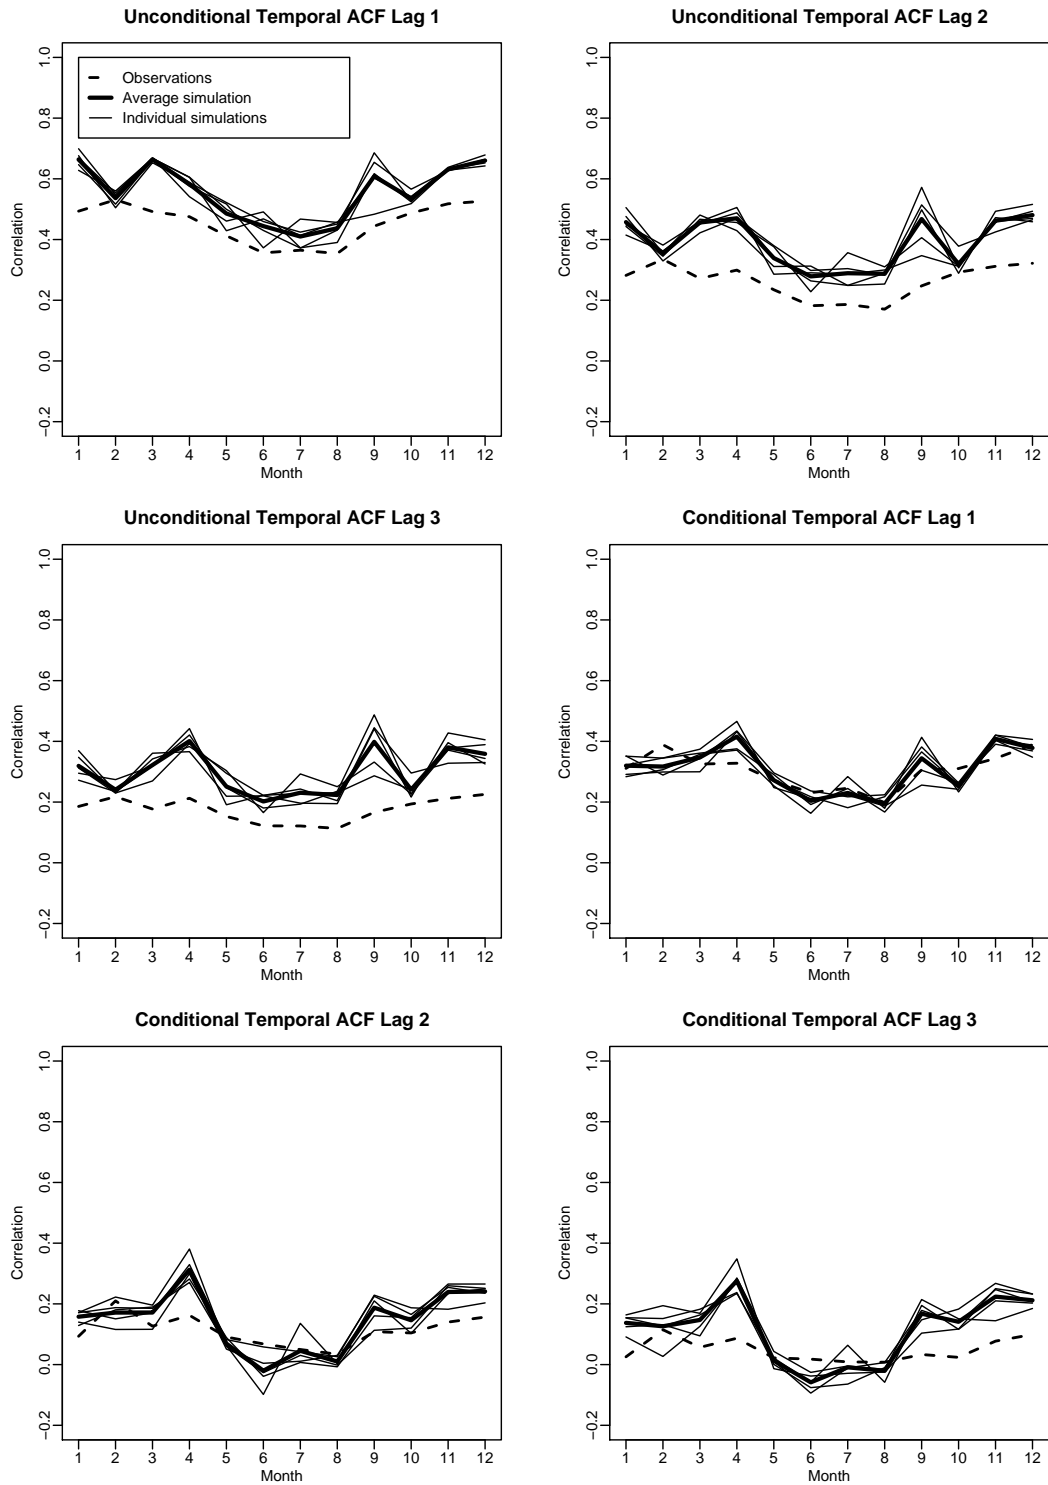 Unconditional Temporal ACF Lag 1
Observations
Average simulation
Individual simulations
1.0
0.8
0.6
0.4
0.2
0.0
−0.2
Correlation
1 2 3 4 5 6 7 8 9 10 11 12
Month
Unconditional Temporal ACF Lag 2
1.0
0.8
0.6
0.4
0.2
0.0
−0.2
Correlation
1 2 3 4 5 6 7 8 9 10 11 12
Month
Unconditional Temporal ACF Lag 3
1.0
0.8
0.6
0.4
0.2
0.0
−0.2
Correlation
1 2 3 4 5 6 7 8 9 10 11 12
Month
Conditional Temporal ACF Lag 1
1.0
0.8
0.6
0.4
0.2
0.0
−0.2
Correlation
1 2 3 4 5 6 7 8 9 10 11 12
Month
Conditional Temporal ACF Lag 2
1.0
0.8
0.6
0.4
0.2
0.0
−0.2
Correlation
1 2 3 4 5 6 7 8 9 10 11 12
Month
Conditional Temporal ACF Lag 3
1.0
0.8
0.6
0.4
0.2
0.0
−0.2
Correlation
1 2 3 4 5 6 7 8 9 10 11 12
Month